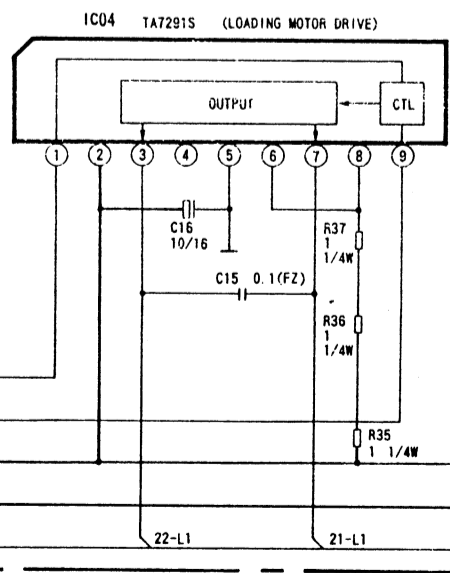 IC04 TA7291S (LOADING MOTOR DRIVE)
OUTPUT
CTL
1 2 3 4 5 6 7 8 9
C16
10/16
R37
1
1/4W
C15 0.1(FZ)
R36
1
1/4W
R35
1 1/4W
22-L1
21-L1